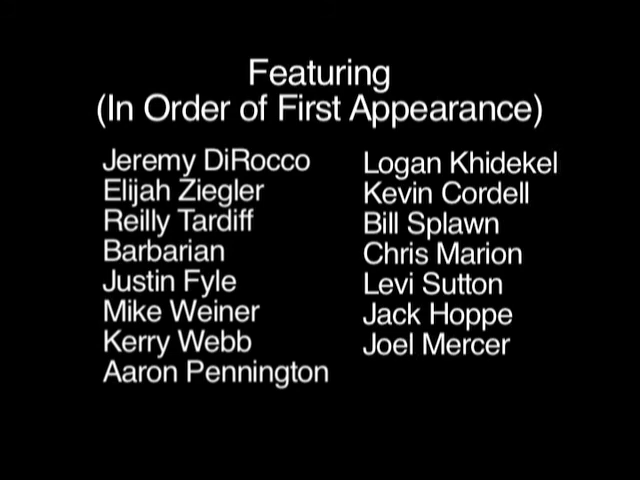 Featuring
(In Order of First Appearance)
Jeremy DiRocco
Elijah Ziegler
Reilly Tardiff
Barbarian
Justin Fyle
Mike Weiner
Kerry Webb
Aaron Pennington
Logan Khidekel
Kevin Cordell
Bill Splawn
Chris Marion
Levi Sutton
Jack Hoppe
Joel Mercer